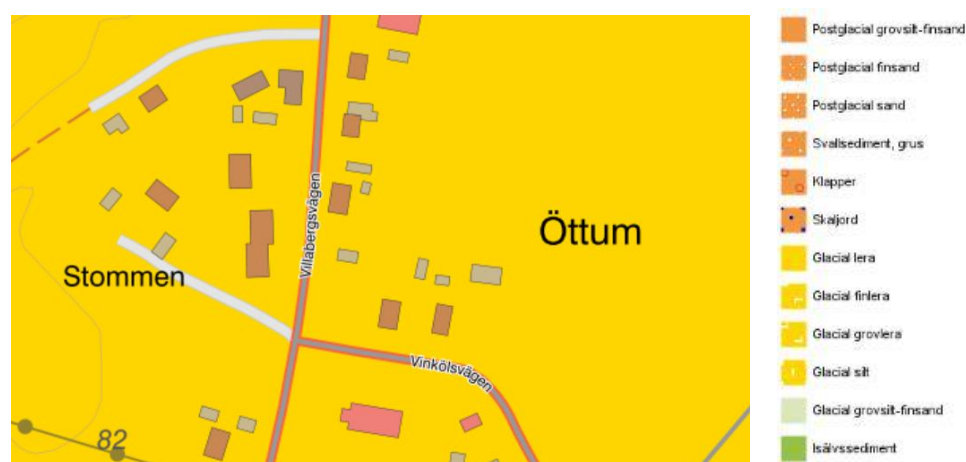 Villabergsvägen
Öttum
Stommen
Vinkölsvägen
82
Postglacial grovsilt-finsand
Postglacial finsand
Postglacial sand
Svallsediment, grus
Klapper
Skaljord
Glacial lera
Glacial finlera
Glacial grovlera
Glacial silt
Glacial grovsilt-finsand
Isälvssediment